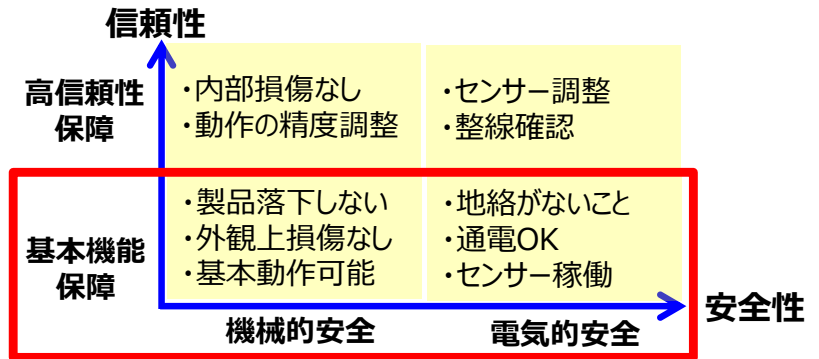 信頼性
高信頼性
保障
・内部損傷なし
・動作の精度調整
・センサー調整
・整線確認
基本機能
保障
・製品落下しない
・外観上損傷なし
・基本動作可能
・地絡がないこと
・通電OK
・センサー稼働
安全性
機械的安全
電気的安全